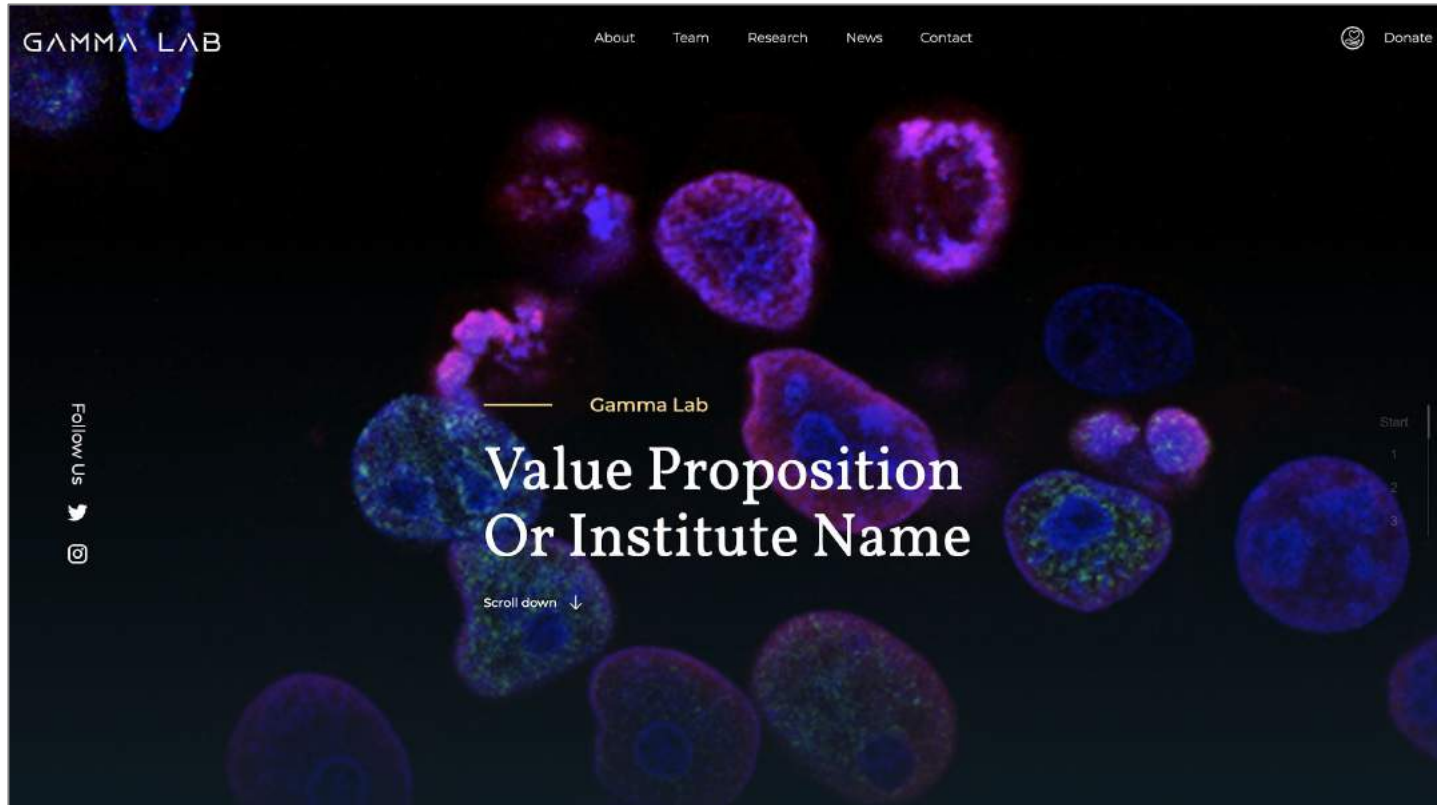 GAMMA LAB
About
Team
Research
News
Contact
Donate
Follow Us
Gamma Lab
Value Proposition
Or Institute Name
Scroll down
Start
1
2
3